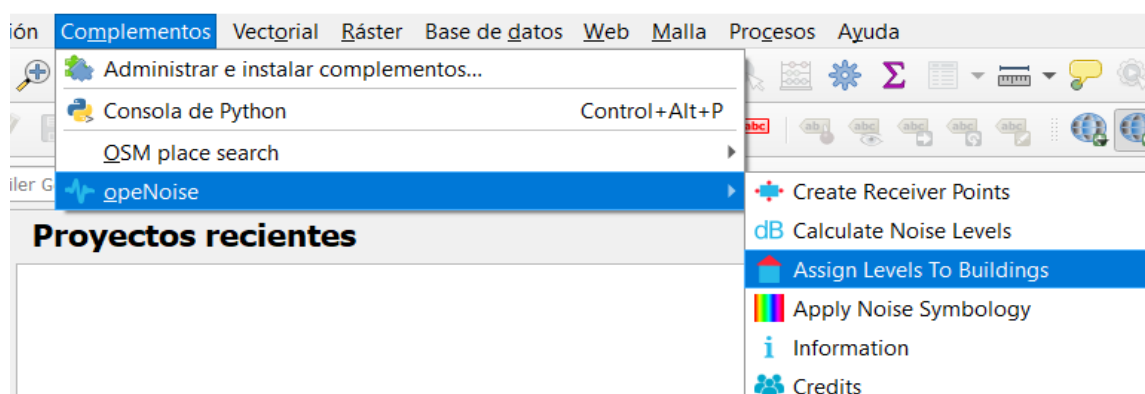 ión Complementos Vectorial Ráster Base de datos Web Malla Procesos Ayuda
Administrar e instalar complementos...
Consola de Python Control+Alt+P
OSM place search
opeNoise
Create Receiver Points
dB Calculate Noise Levels
Assign Levels To Buildings
Apply Noise Symbology
Information
Credits
iler G
Proyectos recientes
abc